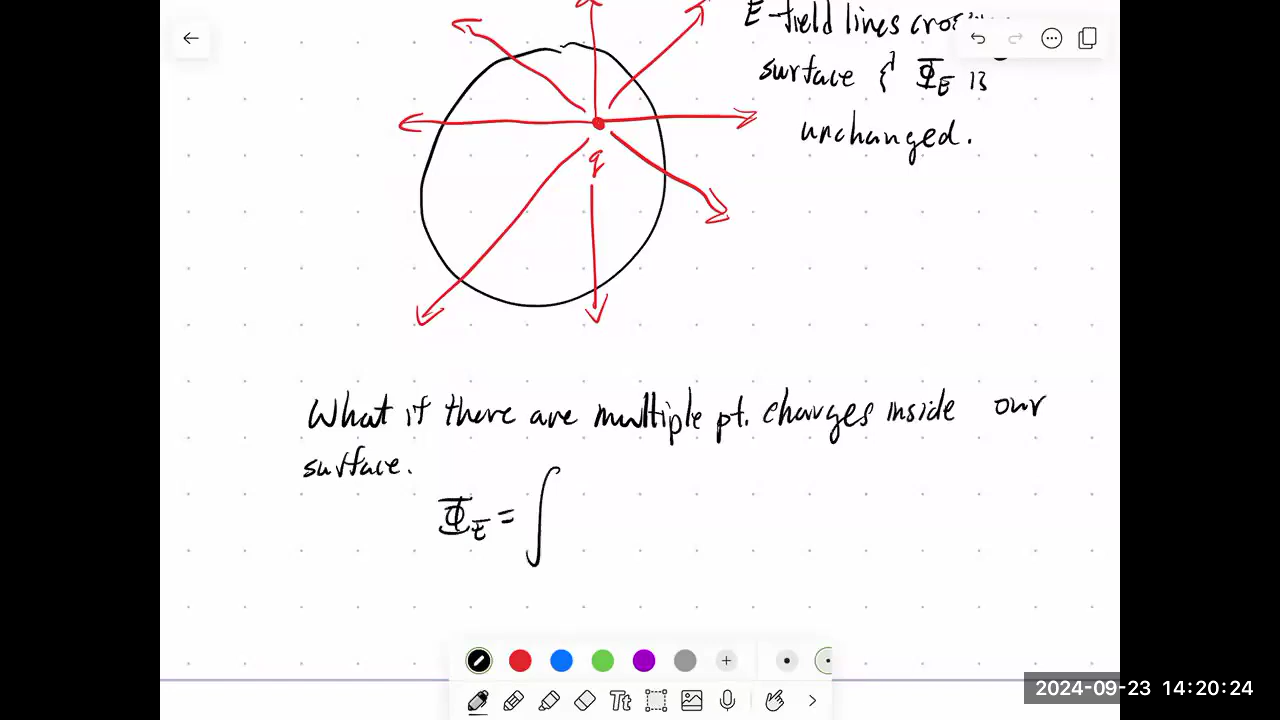 E-field lines
surface { Φ_E is
unchanged.
q
What if there are multiple pt. charges inside our
surface.
Φ_E = ∫
Tt
2024-09-23 14:20:24